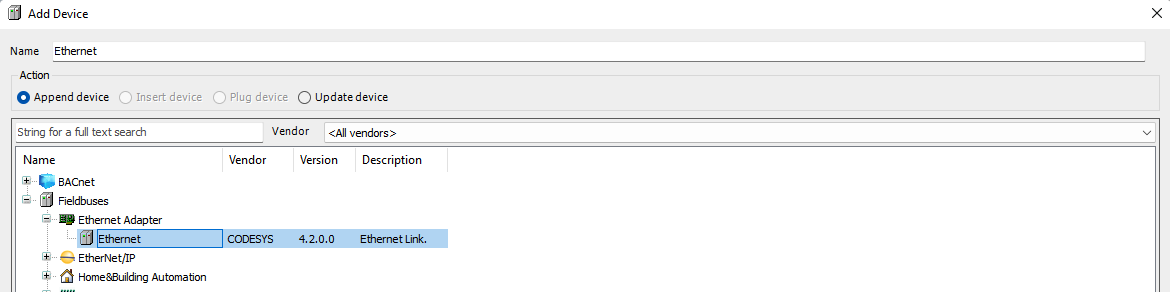 Add Device
Name Ethernet
Action
Append device Insert device Plug device Update device
String for a full text search Vendor <All vendors>
Name Vendor Version Description
BACnet
Fieldbuses
Ethernet Adapter
Ethernet CODESYS 4.2.0.0 Ethernet Link.
EtherNet/IP
Home&Building Automation